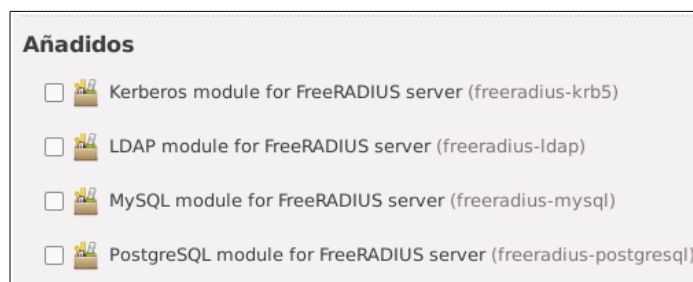 Añadidos
Kerberos module for FreeRADIUS server (freeradius-krb5)
LDAP module for FreeRADIUS server (freeradius-ldap)
MySQL module for FreeRADIUS server (freeradius-mysql)
PostgreSQL module for FreeRADIUS server (freeradius-postgresql)